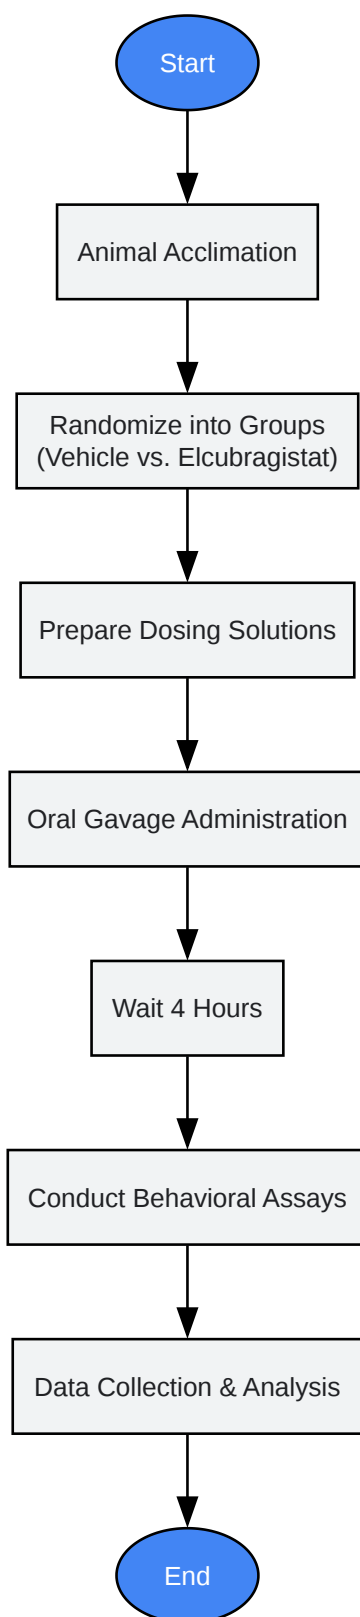 Start
Animal Acclimation
Randomize into Groups
(Vehicle vs. Elcubragistat)
Prepare Dosing Solutions
Oral Gavage Administration
Wait 4 Hours
Conduct Behavioral Assays
Data Collection & Analysis
End